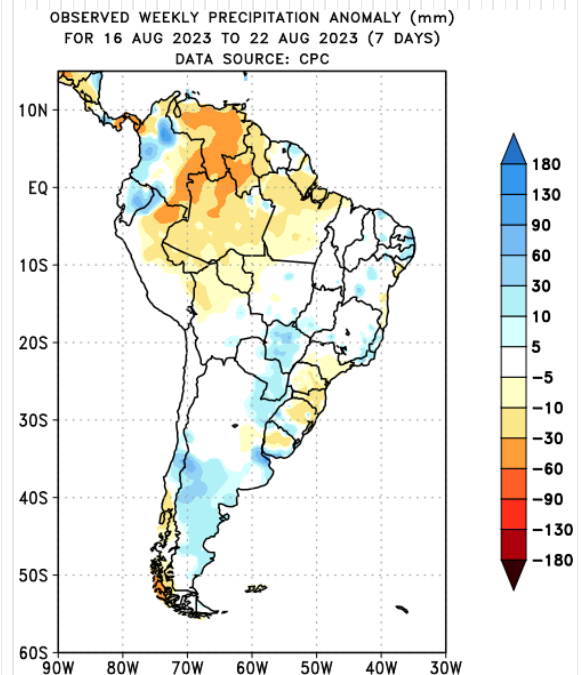 OBSERVED WEEKLY PRECIPITATION ANOMALY (mm)
FOR 16 AUG 2023 TO 22 AUG 2023 (7 DAYS)
DATA SOURCE: CPC
10N
EQ
10S
20S
30S
40S
50S
60S
90W 80W 70W 60W 50W 40W 30W
180
130
90
60
30
10
5
−5
−10
−30
−60
−90
−130
−180